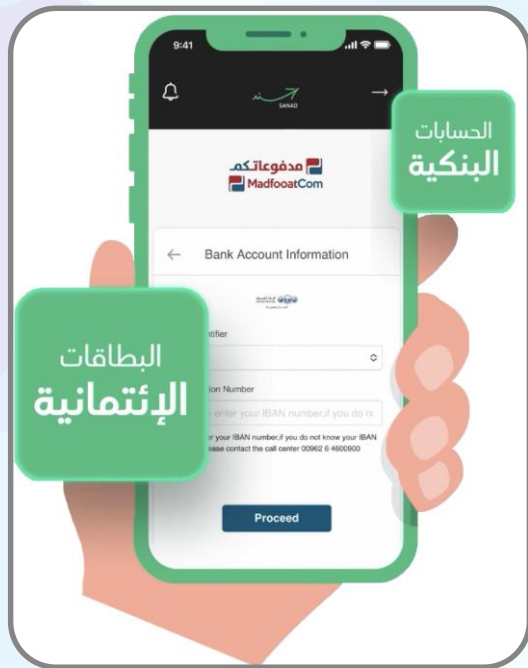 9:41
SANAD
الحسابات
البنكية
مدفوعاتكم
MadfooatCom
Bank Account Information
tifier
البطاقات
الإئتمانية
ion Number
enter your IBAN number,if you do n
r your IBAN number.if you do not know your IBAN
ease contact the call center 00962 6 4600900
Proceed